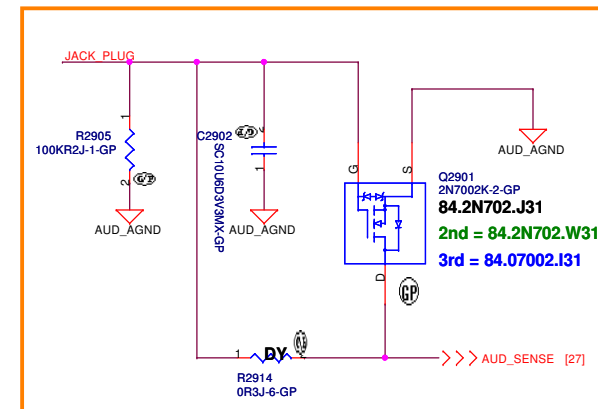 JACK_PLUG
1
R2905
100KR2J-1-GP
2
G/P
AUD_AGND
C2902
SC10U6D3V3MX-GP
1
AUD_AGND
G
S
AUD_AGND
Q2901
2N7002K-2-GP
84.2N702.J31
2nd = 84.2N702.W31
3rd = 84.07002.I31
D
GP
1
DY
R2914
0R3J-6-GP
AUD_SENSE [27]